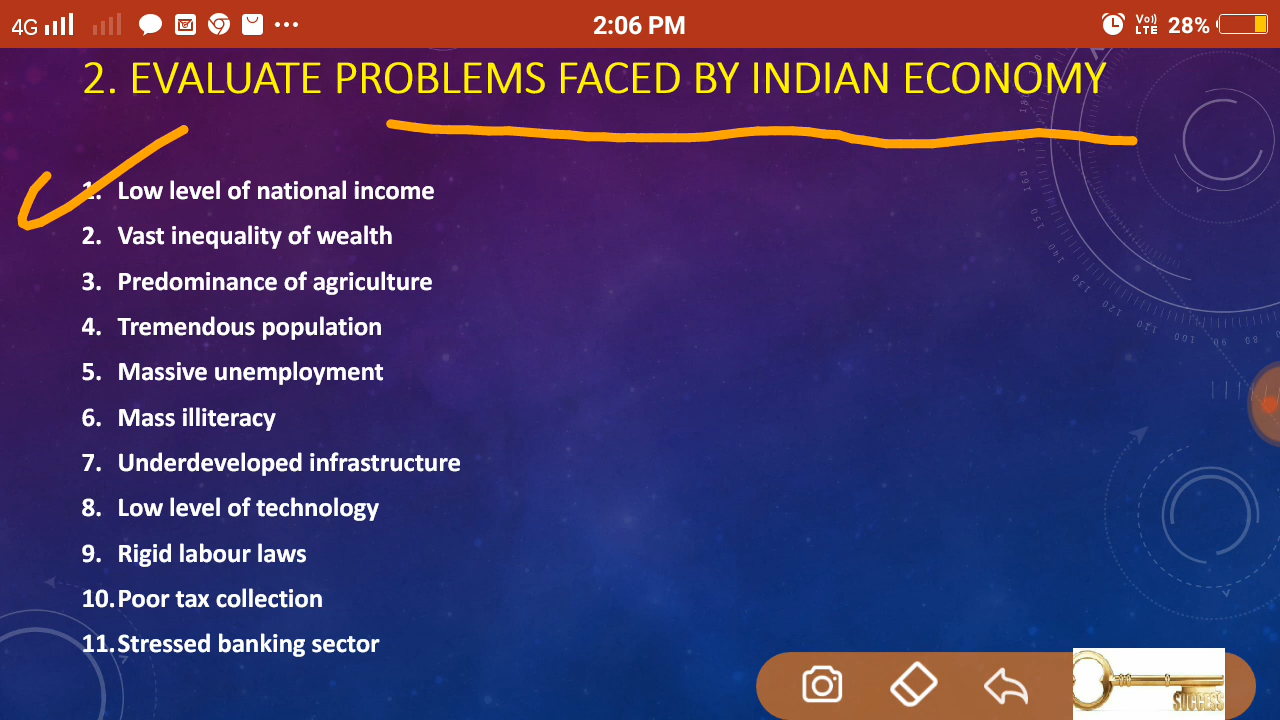 4G 2:06 PM Vo)) LTE 28%
2. EVALUATE PROBLEMS FACED BY INDIAN ECONOMY
1. Low level of national income
2. Vast inequality of wealth
3. Predominance of agriculture
4. Tremendous population
5. Massive unemployment
6. Mass illiteracy
7. Underdeveloped infrastructure
8. Low level of technology
9. Rigid labour laws
10. Poor tax collection
11. Stressed banking sector
SUCCESS